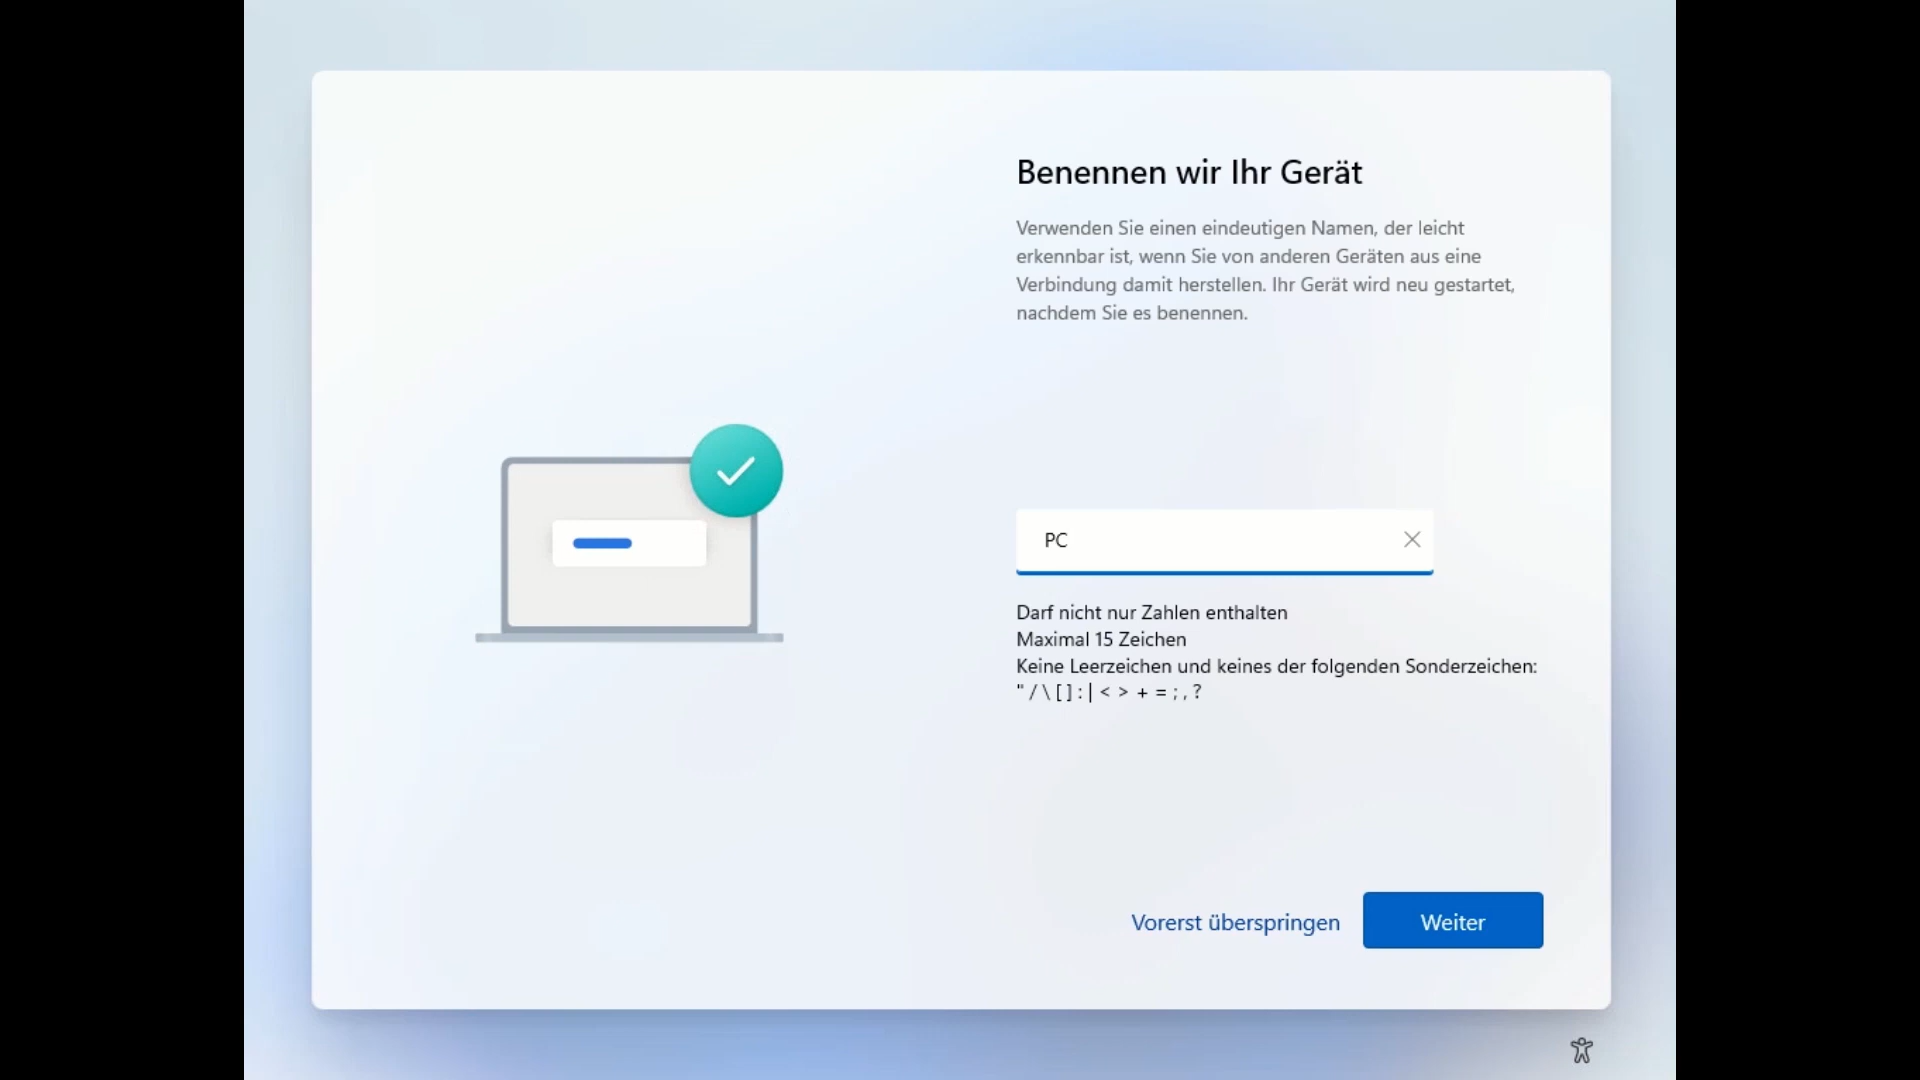 Benennen wir Ihr Gerät
Verwenden Sie einen eindeutigen Namen, der leicht
erkennbar ist, wenn Sie von anderen Geräten aus eine
Verbindung damit herstellen. Ihr Gerät wird neu gestartet,
nachdem Sie es benennen.
PC
Darf nicht nur Zahlen enthalten
Maximal 15 Zeichen
Keine Leerzeichen und keines der folgenden Sonderzeichen:
" / \ [ ] : | < > + = ; , ?
Vorerst überspringen
Weiter